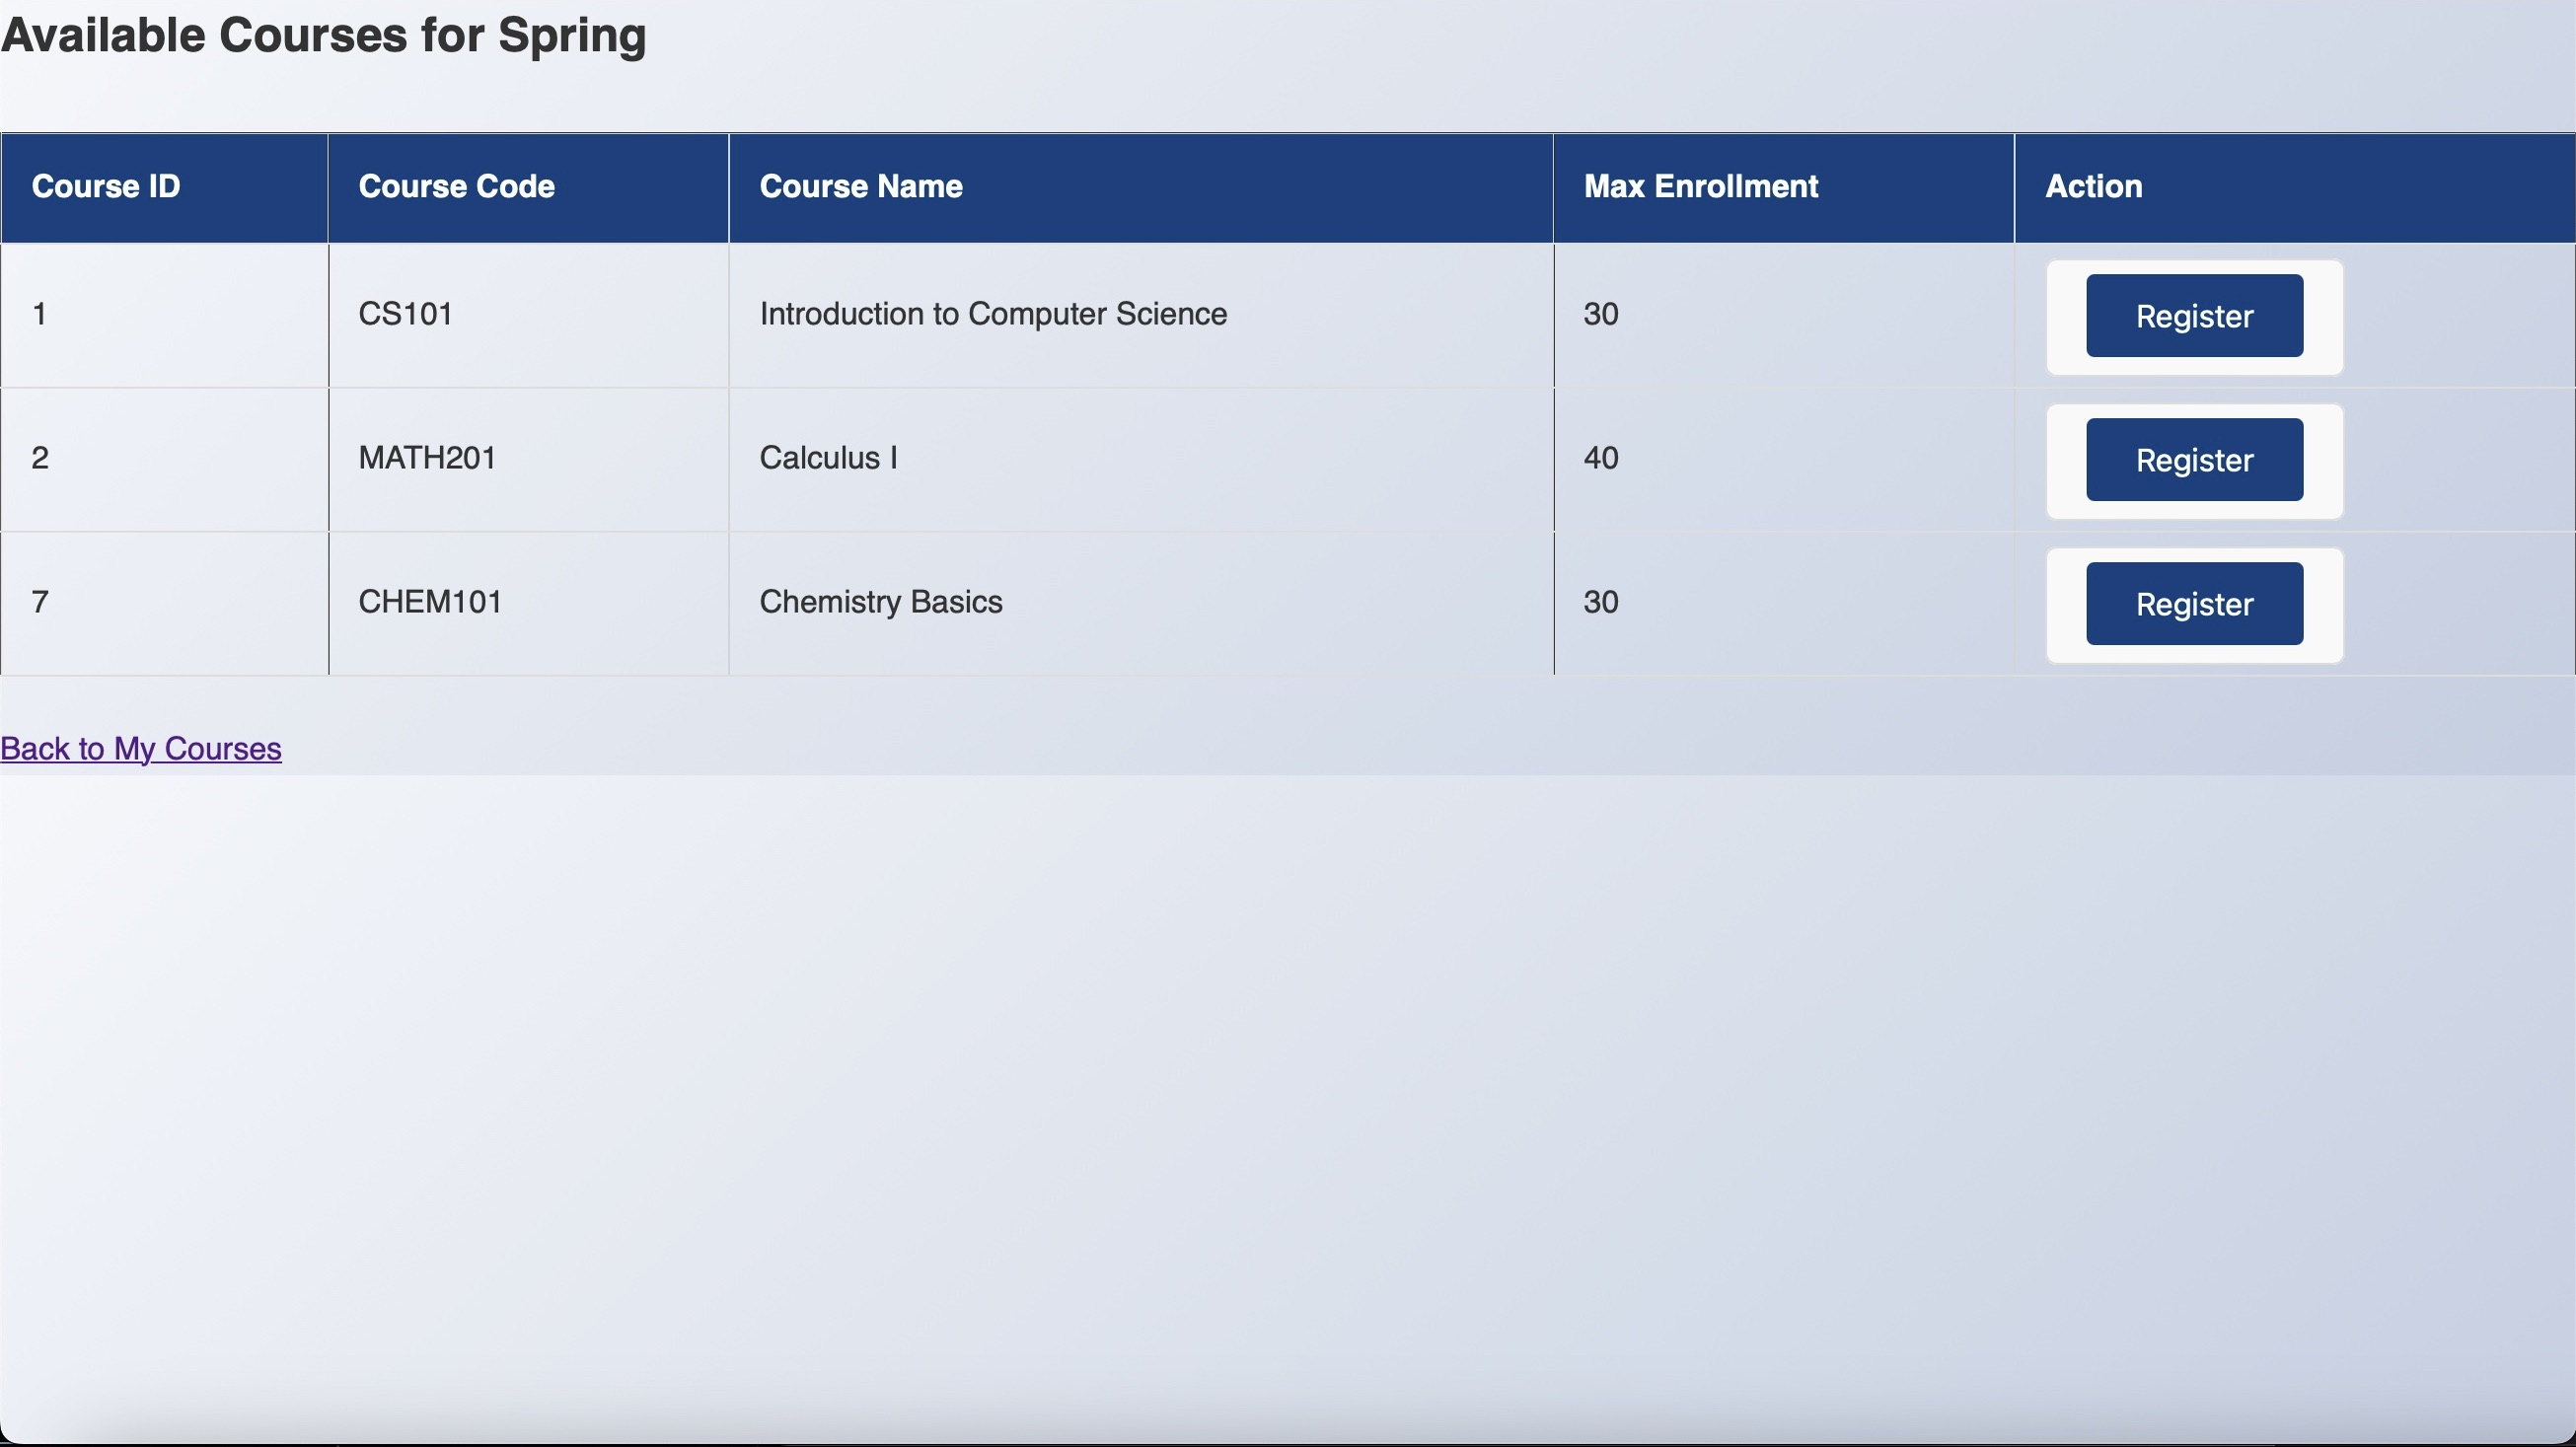 Available Courses for Spring
Course ID Course Code Course Name Max Enrollment Action
1 CS101 Introduction to Computer Science 30 Register
2 MATH201 Calculus I 40 Register
7 CHEM101 Chemistry Basics 30 Register
Back to My Courses